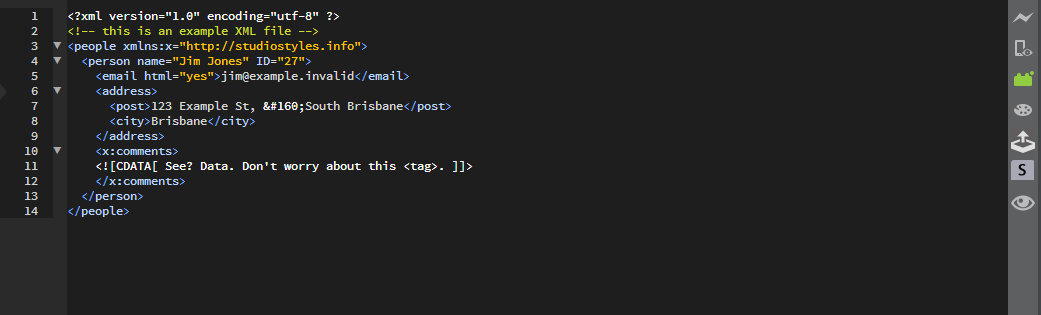 1 <?xml version="1.0" encoding="utf-8" ?>
2 <!-- this is an example XML file -->
3 <people xmlns:x="http://studiostyles.info">
4 <person name="Jim Jones" ID="27">
5 <email html="yes">jim@example.invalid</email>
6 <address>
7 <post>123 Example St, &#160;South Brisbane</post>
8 <city>Brisbane</city>
9 </address>
10 <x:comments>
11 <![CDATA[ See? Data. Don't worry about this <tag>. ]]>
12 </x:comments>
13 </person>
14 </people>
S